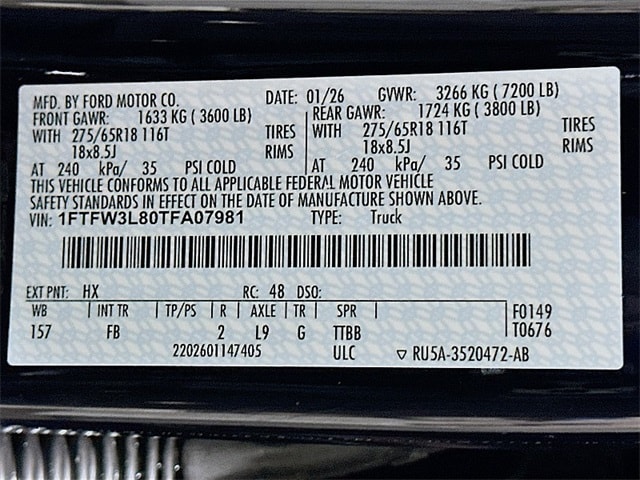 MFD. BY FORD MOTOR CO. DATE: 01/26 GVWR: 3266 KG ( 7200 LB)
FRONT GAWR: 1633 KG ( 3600 LB) REAR GAWR: 1724 KG ( 3800 LB)
WITH 275/65R18 116T TIRES WITH 275/65R18 116T TIRES
18x8.5J RIMS 18x8.5J RIMS
AT 240 kPa/ 35 PSI COLD AT 240 kPa/ 35 PSI COLD
THIS VEHICLE CONFORMS TO ALL APPLICABLE FEDERAL MOTOR VEHICLE
SAFETY STANDARDS IN EFFECT ON THE DATE OF MANUFACTURE SHOWN ABOVE.
VIN: 1FTFW3L80TFA07981 TYPE: Truck
EXT PNT: HX RC: 48 DSO:
WB INT TR TP/PS R AXLE TR SPR F0149
157 FB 2 L9 G TTBB T0676
2202601147405 ULC ▽ RU5A-3520472-AB